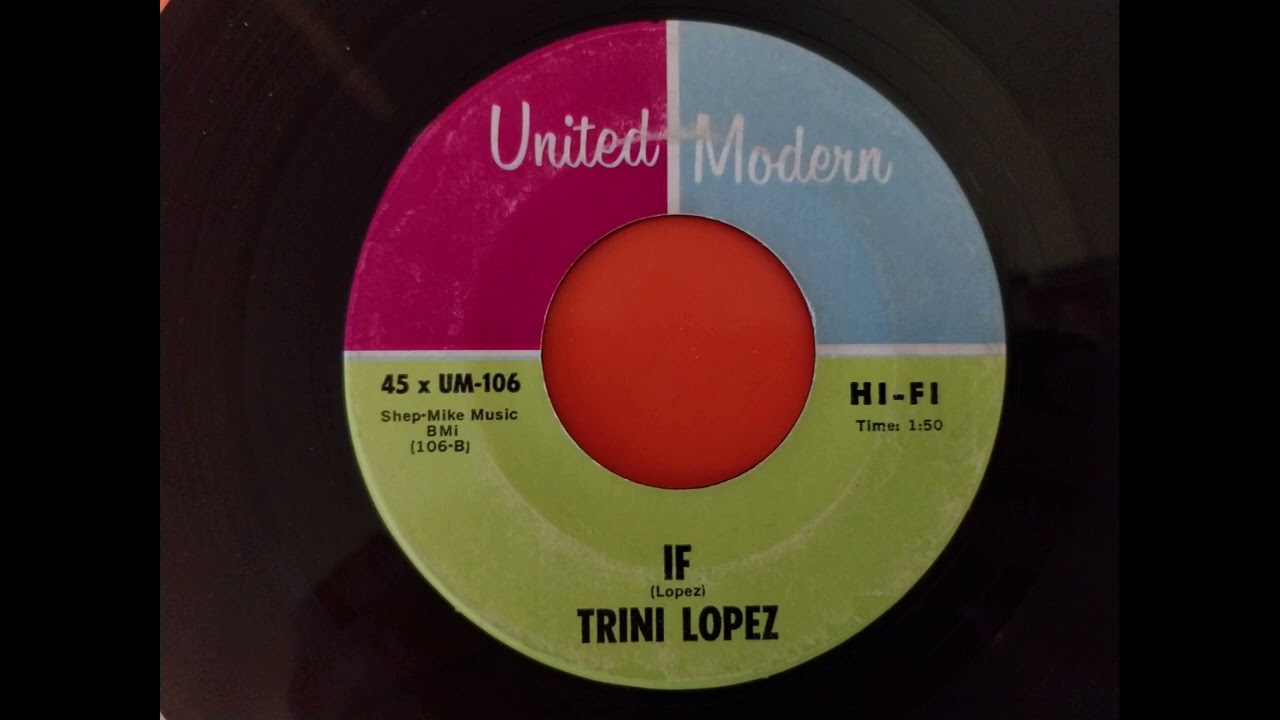 United Modern
45 x UM-106
Shep-Mike Music
BMi
(106-B)
HI-FI
Time: 1:50
IF
(Lopez)
TRINI LOPEZ